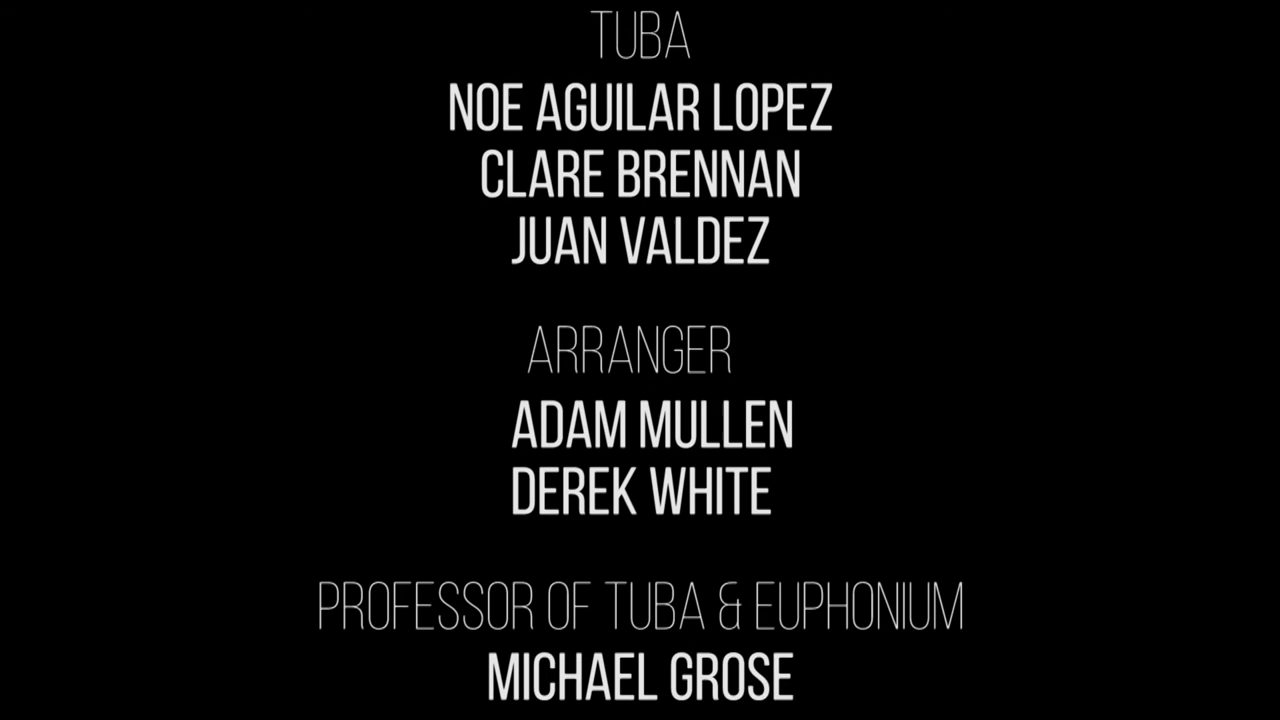 TUBA
NOE AGUILAR LOPEZ
CLARE BRENNAN
JUAN VALDEZ
ARRANGER
ADAM MULLEN
DEREK WHITE
PROFESSOR OF TUBA & EUPHONIUM
MICHAEL GROSE